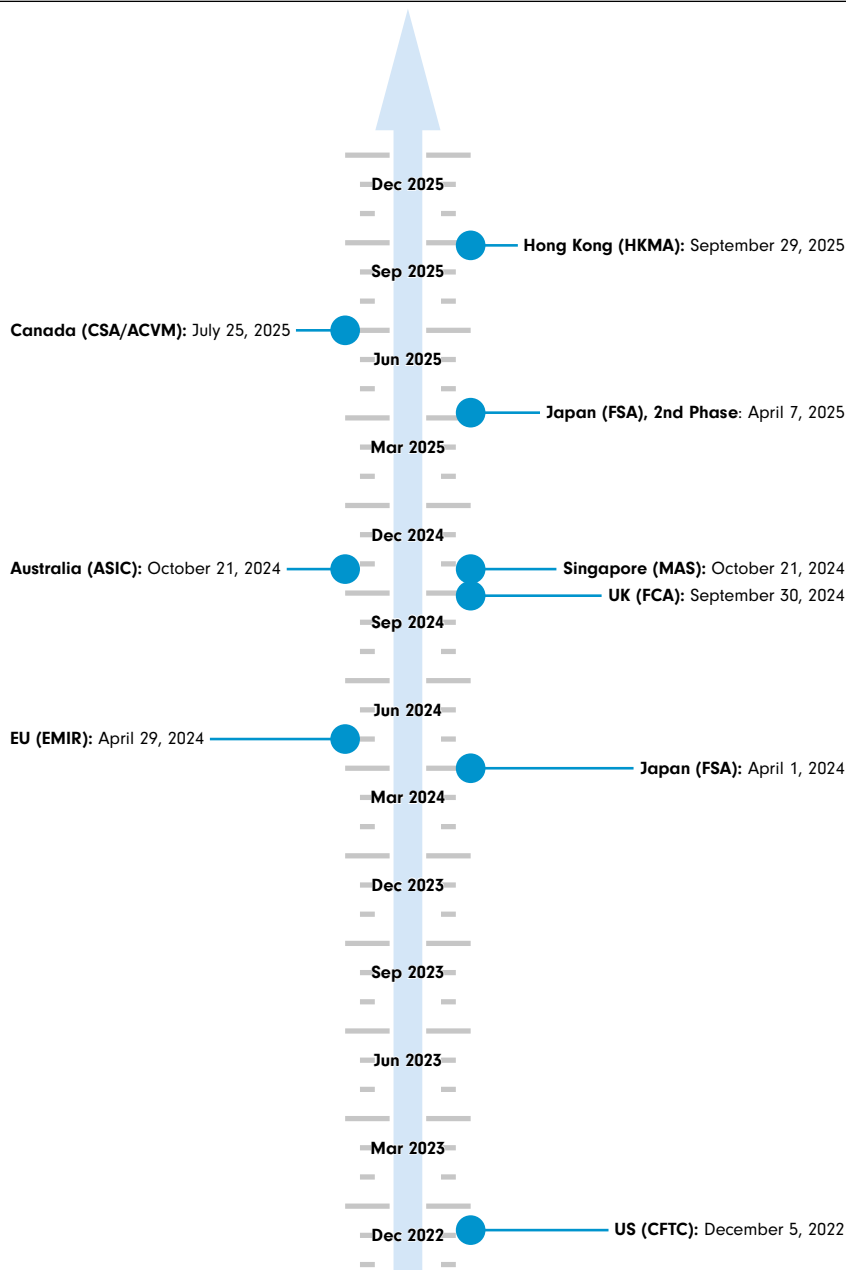 Dec 2025
Hong Kong (HKMA): September 29, 2025
Sep 2025
Canada (CSA/ACVM): July 25, 2025
Jun 2025
Japan (FSA), 2nd Phase: April 7, 2025
Mar 2025
Dec 2024
Australia (ASIC): October 21, 2024
Singapore (MAS): October 21, 2024
UK (FCA): September 30, 2024
Sep 2024
Jun 2024
EU (EMIR): April 29, 2024
Japan (FSA): April 1, 2024
Mar 2024
Dec 2023
Sep 2023
Jun 2023
Mar 2023
US (CFTC): December 5, 2022
Dec 2022